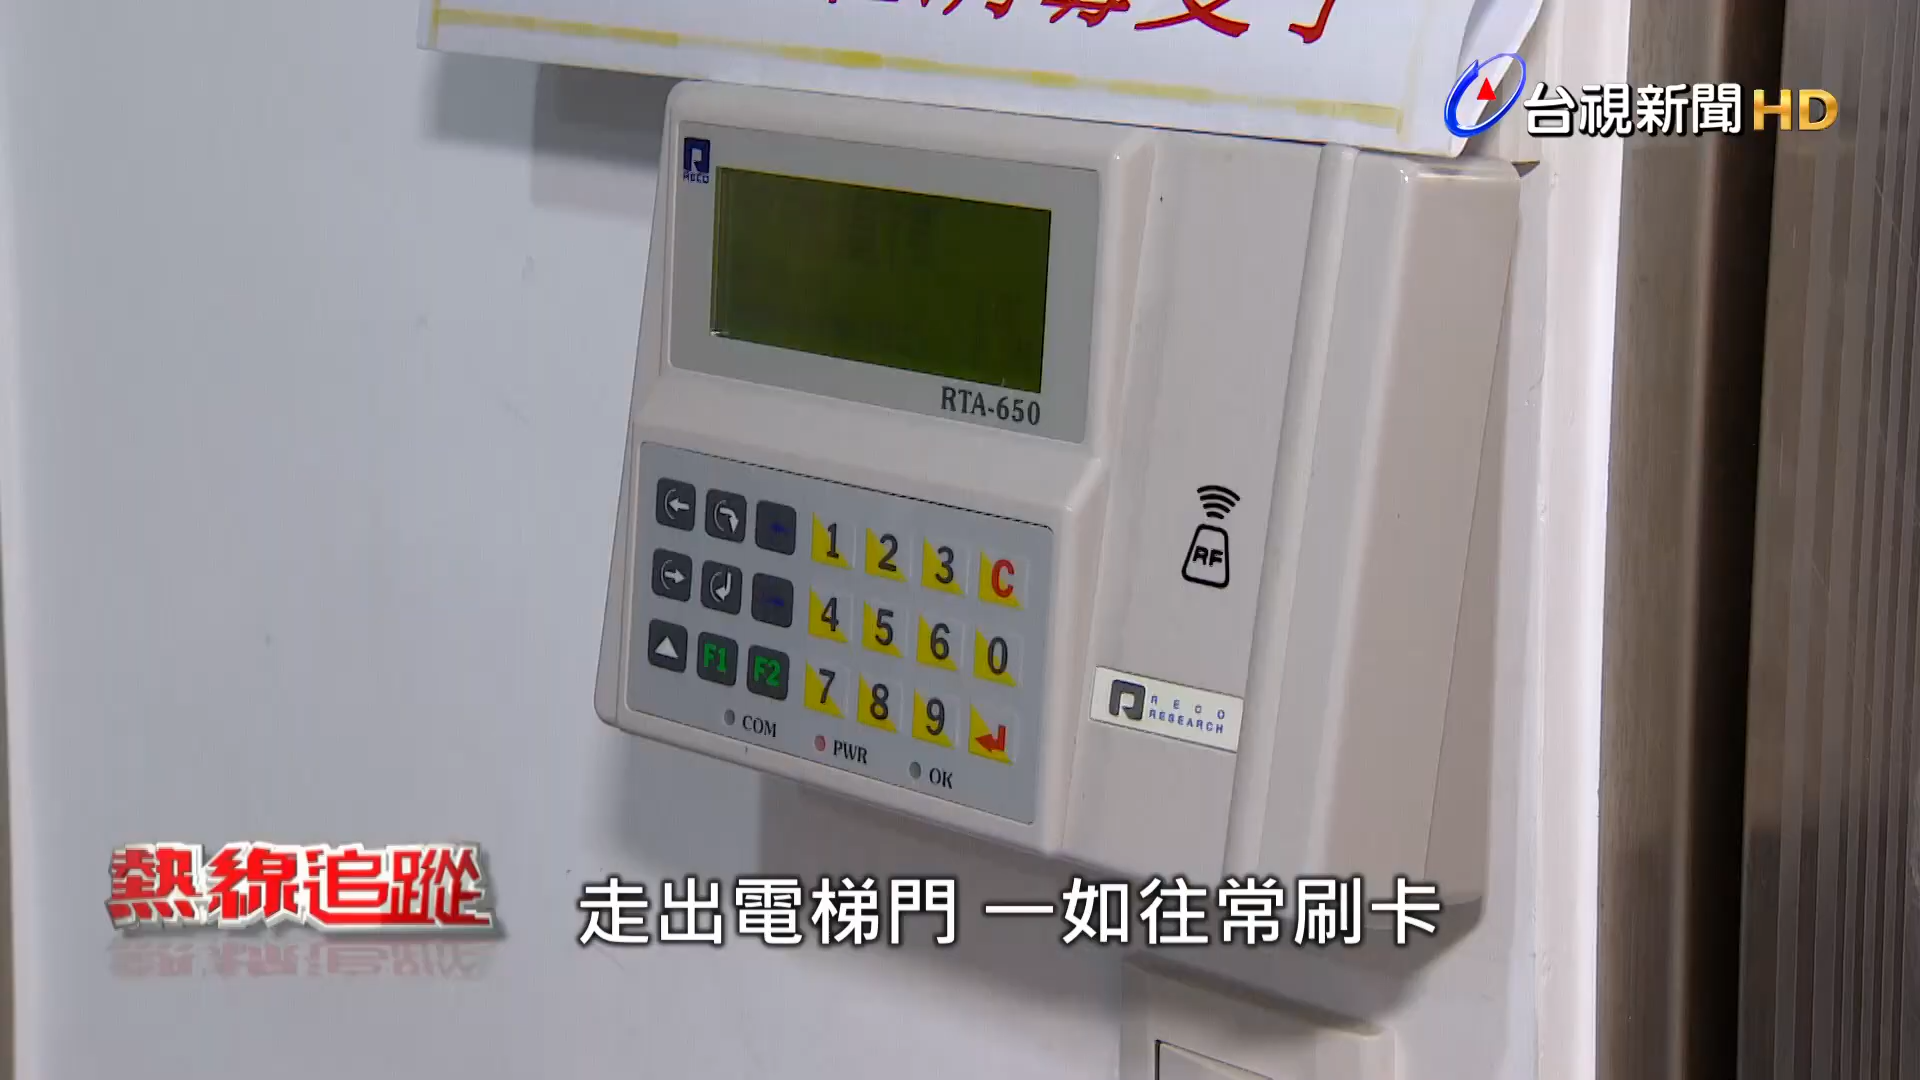 台視新聞HD
RECO
RTA-650
1 2 3 C
4 5 6 0
F1 F2 7 8 9
COM PWR OK
RF
RECO
RESEARCH
熱線追蹤
走出電梯門 一如往常刷卡